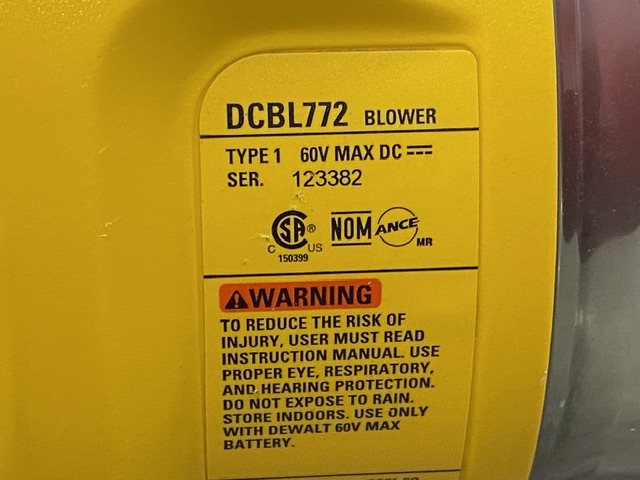 DCBL772 BLOWER
TYPE 1 60V MAX DC
SER. 123382
CSA®
C US
150399
NOM ANCE MR
WARNING
TO REDUCE THE RISK OF
INJURY, USER MUST READ
INSTRUCTION MANUAL. USE
PROPER EYE, RESPIRATORY,
AND HEARING PROTECTION.
DO NOT EXPOSE TO RAIN.
STORE INDOORS. USE ONLY
WITH DEWALT 60V MAX
BATTERY.